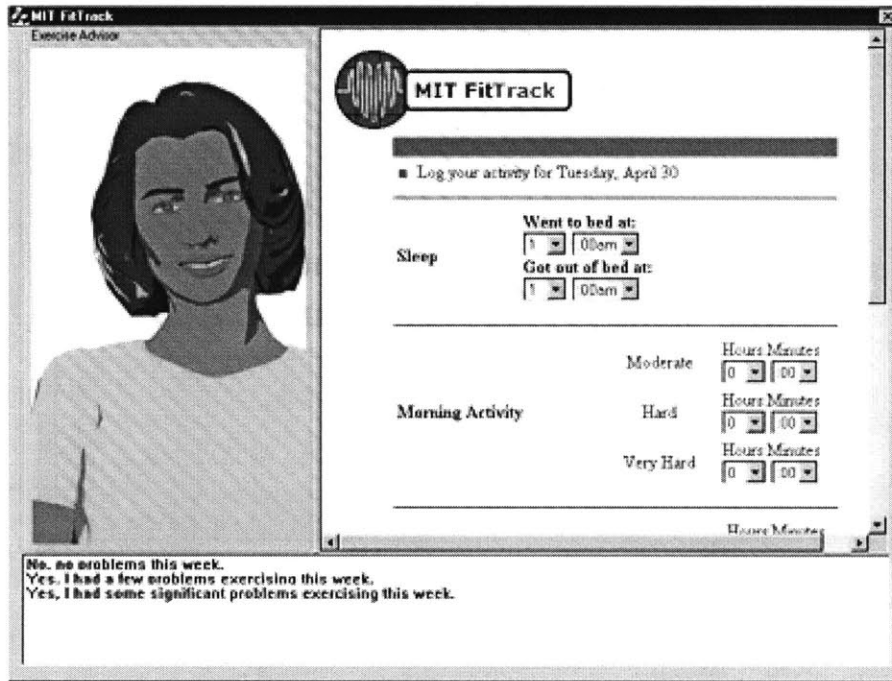 MIT FitTrack
Exercise Advisor
MIT FitTrack
Log your activity for Tuesday, April 30
Sleep
Went to bed at:
1 00am
Got out of bed at:
1 00am
Morning Activity
Moderate
Hours Minutes
0 00
Hard
Hours Minutes
0 00
Very Hard
Hours Minutes
0 00
Hours Minutes
No, no problems this week.
Yes, I had a few problems exercising this week.
Yes, I had some significant problems exercising this week.